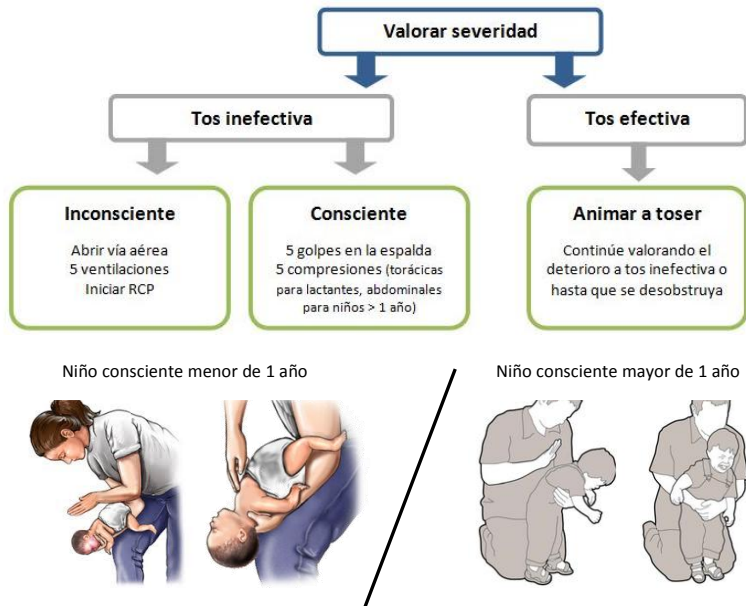 Valorar severidad
Tos inefectiva
Tos efectiva
Inconsciente
Abrir vía aérea
5 ventilaciones
Iniciar RCP
Consciente
5 golpes en la espalda
5 compresiones (torácicas
para lactantes, abdominales
para niños > 1 año)
Animar a toser
Continúe valorando el
deterioro a tos inefectiva o
hasta que se desobstruya
Niño consciente menor de 1 año
Niño consciente mayor de 1 año